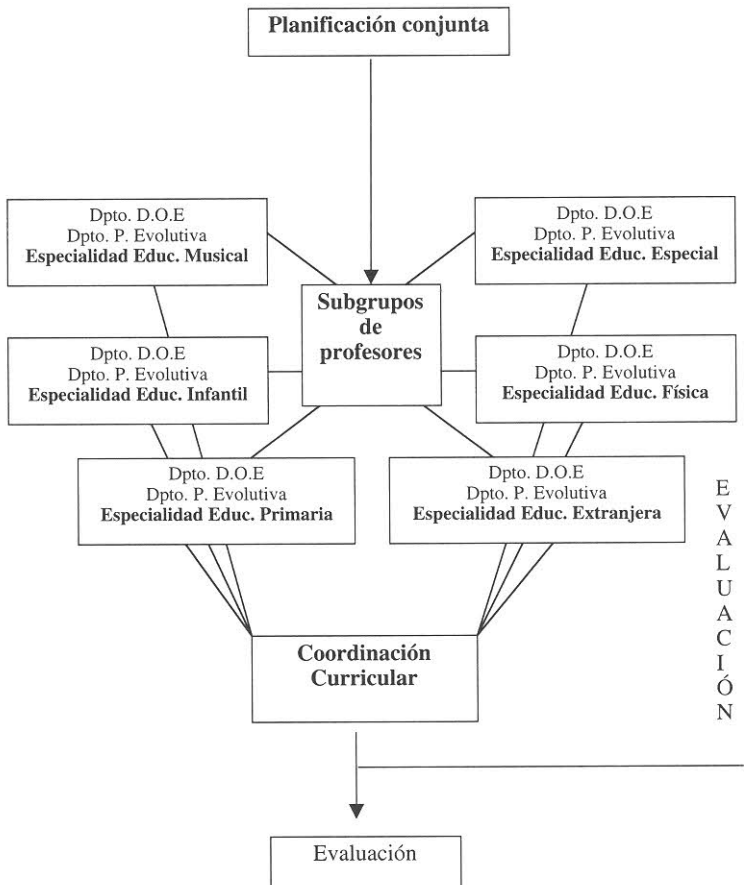 Planificación conjunta
Dpto. D.O.E
Dpto. P. Evolutiva
Especialidad Educ. Musical
Dpto. D.O.E
Dpto. P. Evolutiva
Especialidad Educ. Especial
Subgrupos
de
profesores
Dpto. D.O.E
Dpto. P. Evolutiva
Especialidad Educ. Infantil
Dpto. D.O.E
Dpto. P. Evolutiva
Especialidad Educ. Física
Dpto. D.O.E
Dpto. P. Evolutiva
Especialidad Educ. Primaria
Dpto. D.O.E
Dpto. P. Evolutiva
Especialidad Educ. Extranjera
EVALUACIÓN
Coordinación
Curricular
Evaluación